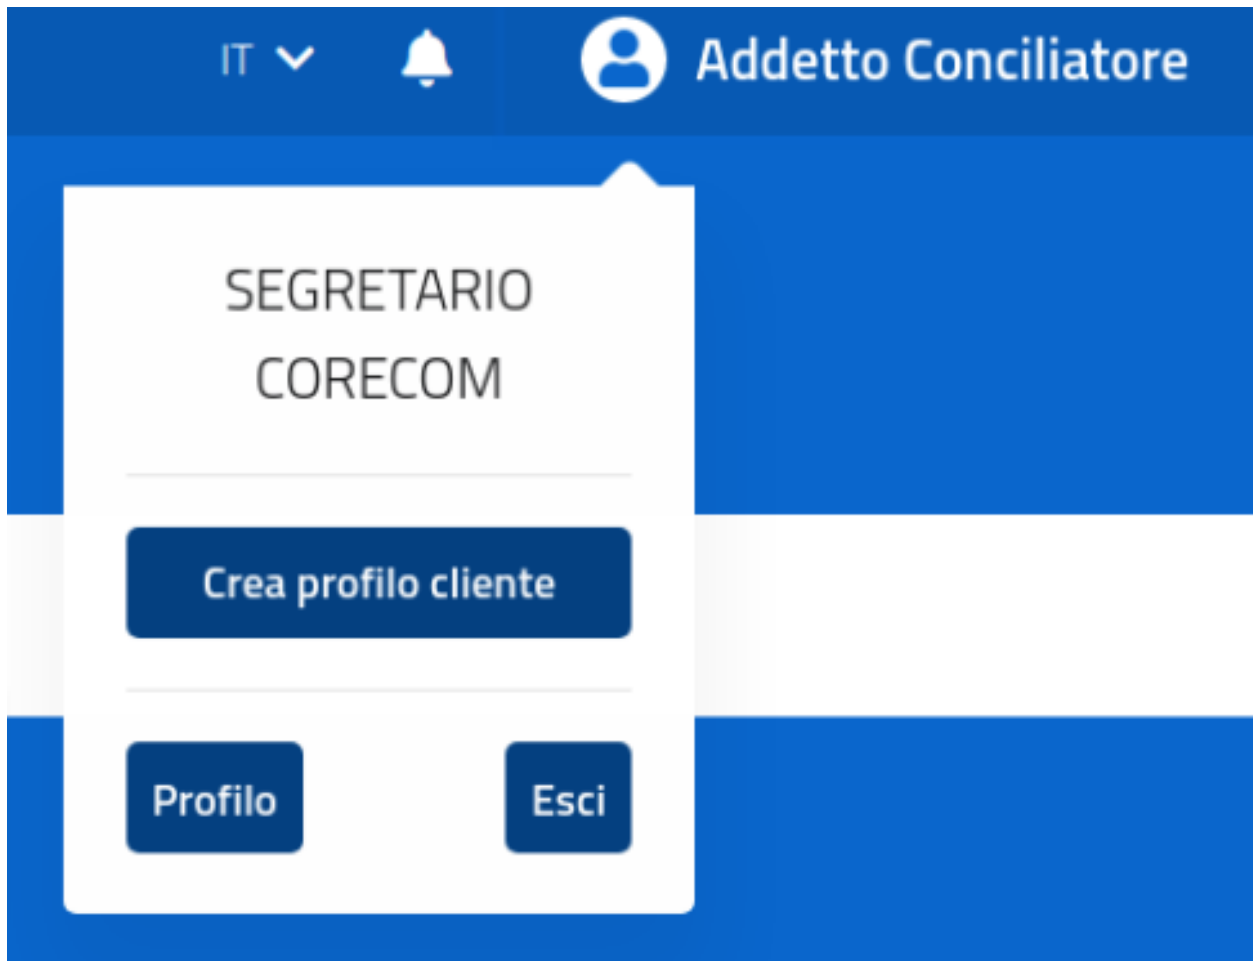 IT
Addetto Conciliatore
SEGRETARIO
CORECOM
Crea profilo cliente
Profilo
Esci